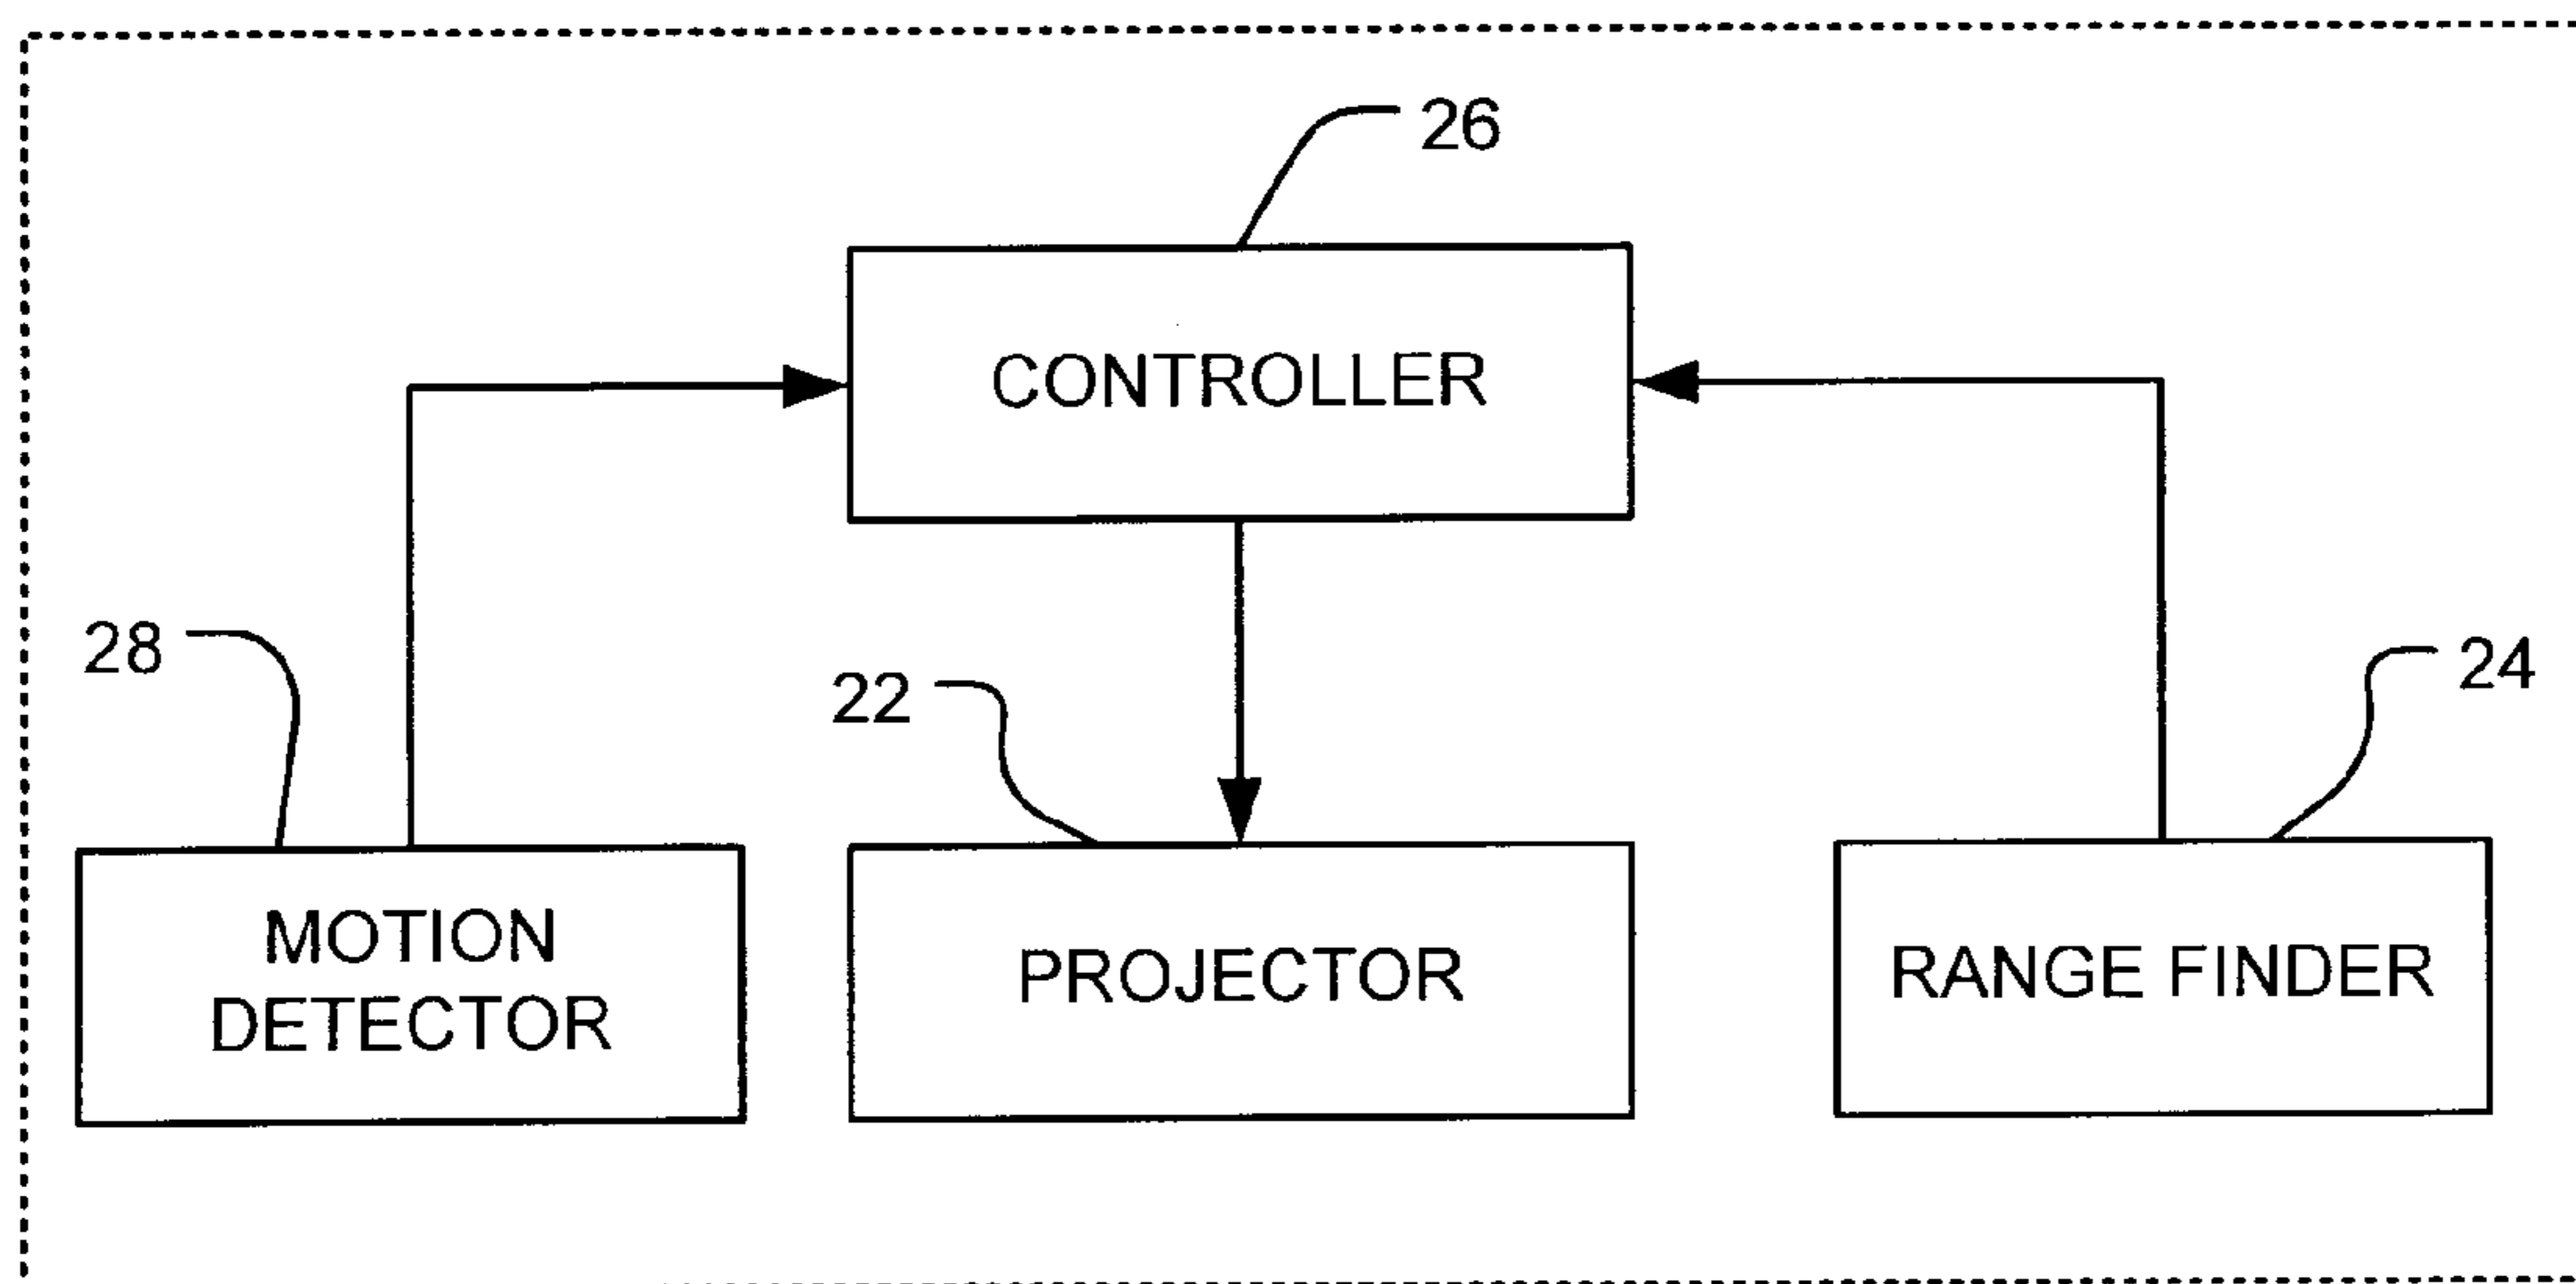 26
CONTROLLER
28
22
24
MOTION
DETECTOR
PROJECTOR
RANGE FINDER